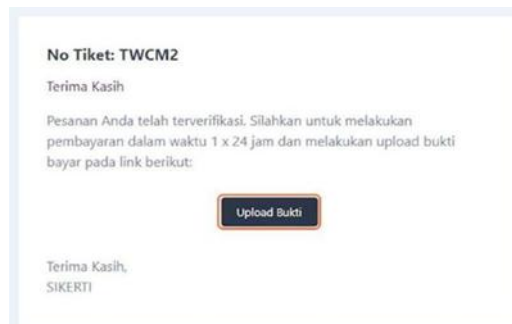 No Tiket: TWCM2
Terima Kasih
Pesanan Anda telah terverifikasi. Silahkan untuk melakukan
pembayaran dalam waktu 1 x 24 jam dan melakukan upload bukti
bayar pada link berikut:
Upload Bukti
Terima Kasih,
SIKERTI